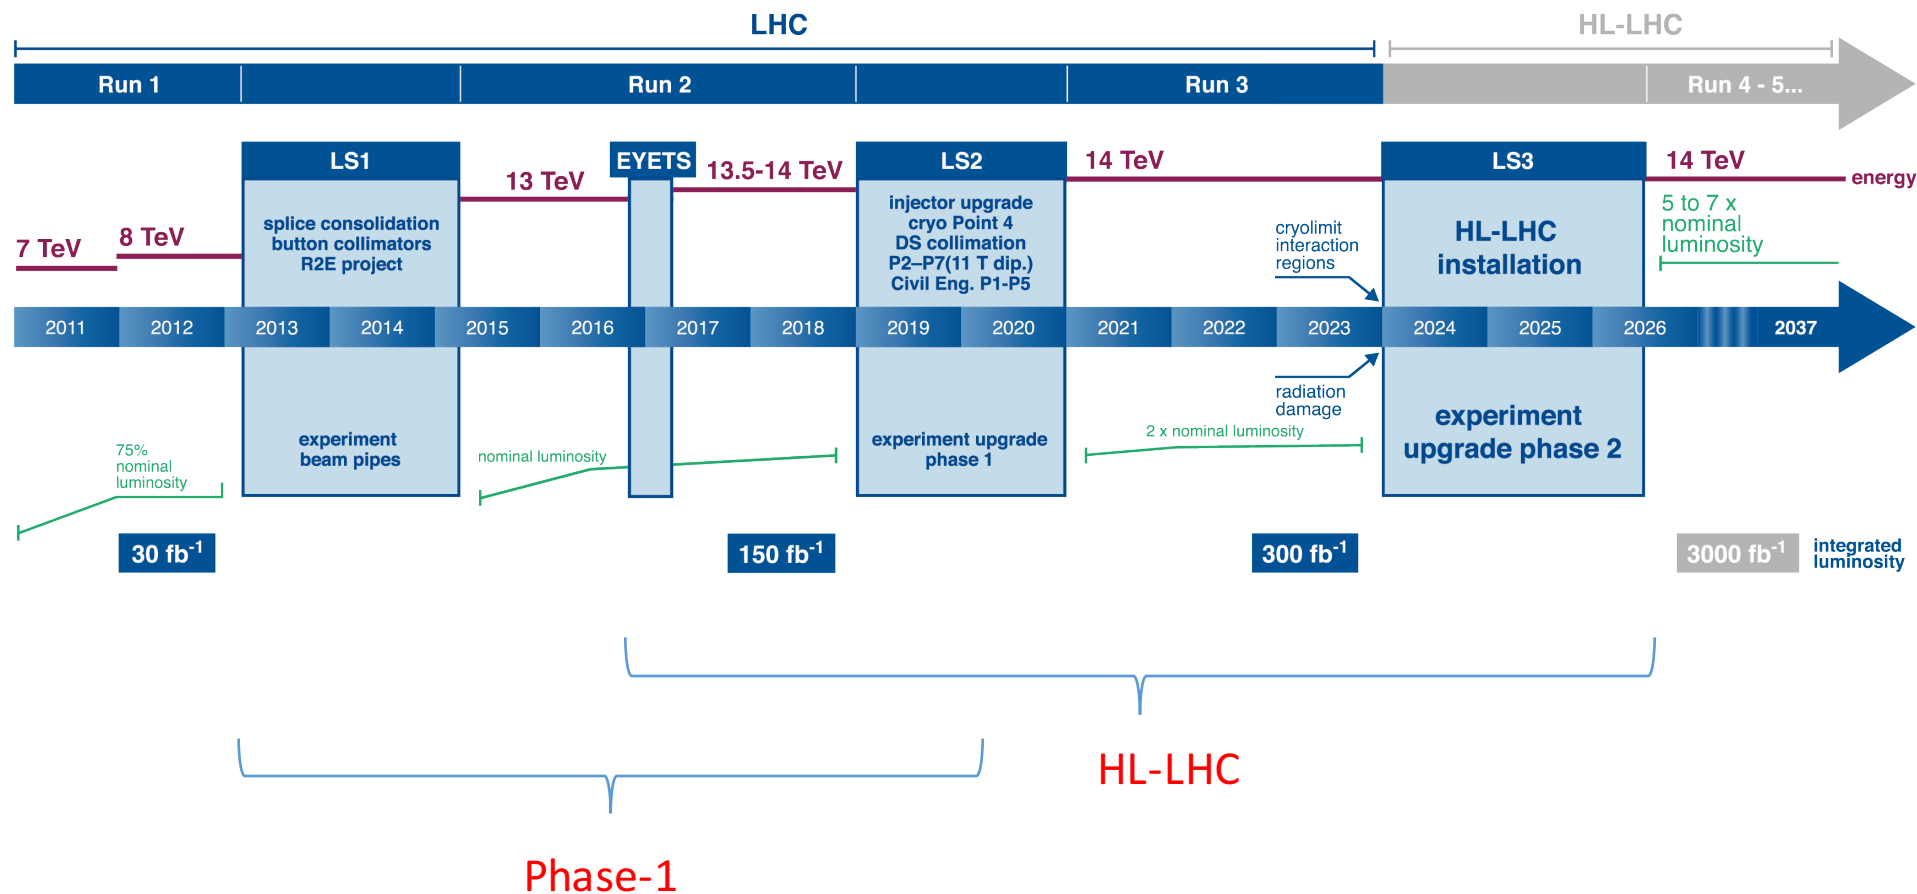 LHC
HL-LHC
Run 1
Run 2
Run 3
Run 4 - 5...
LS1
EYETS
LS2
LS3
7 TeV
8 TeV
13 TeV
13.5-14 TeV
14 TeV
14 TeV
energy
splice consolidation
button collimators
R2E project
injector upgrade
cryo Point 4
DS collimation
P2–P7(11 T dip.)
Civil Eng. P1-P5
cryolimit
interaction
regions
HL-LHC
installation
5 to 7 x
nominal
luminosity
2011
2012
2013
2014
2015
2016
2017
2018
2019
2020
2021
2022
2023
2024
2025
2026
2037
75%
nominal
luminosity
experiment
beam pipes
nominal luminosity
experiment upgrade
phase 1
2 x nominal luminosity
radiation
damage
experiment
upgrade phase 2
30 fb-1
150 fb-1
300 fb-1
3000 fb-1
integrated
luminosity
HL-LHC
Phase-1